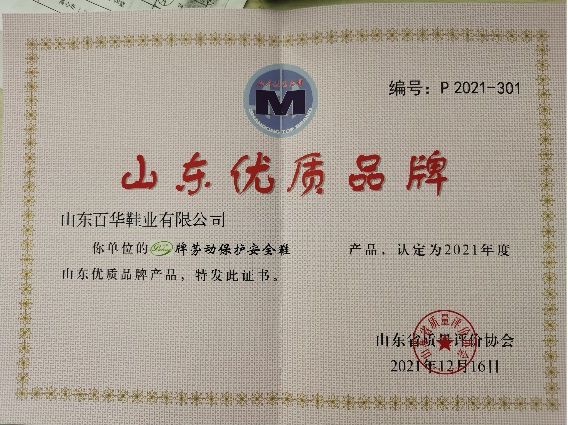 编号：P 2021-301
M
山东优质品牌
山东百华鞋业有限公司
你单位的 牌劳动保护安全鞋 产品，认定为2021年度
山东优质品牌产品，特发此证书。
山东省质量评价协会
2021年12月16日